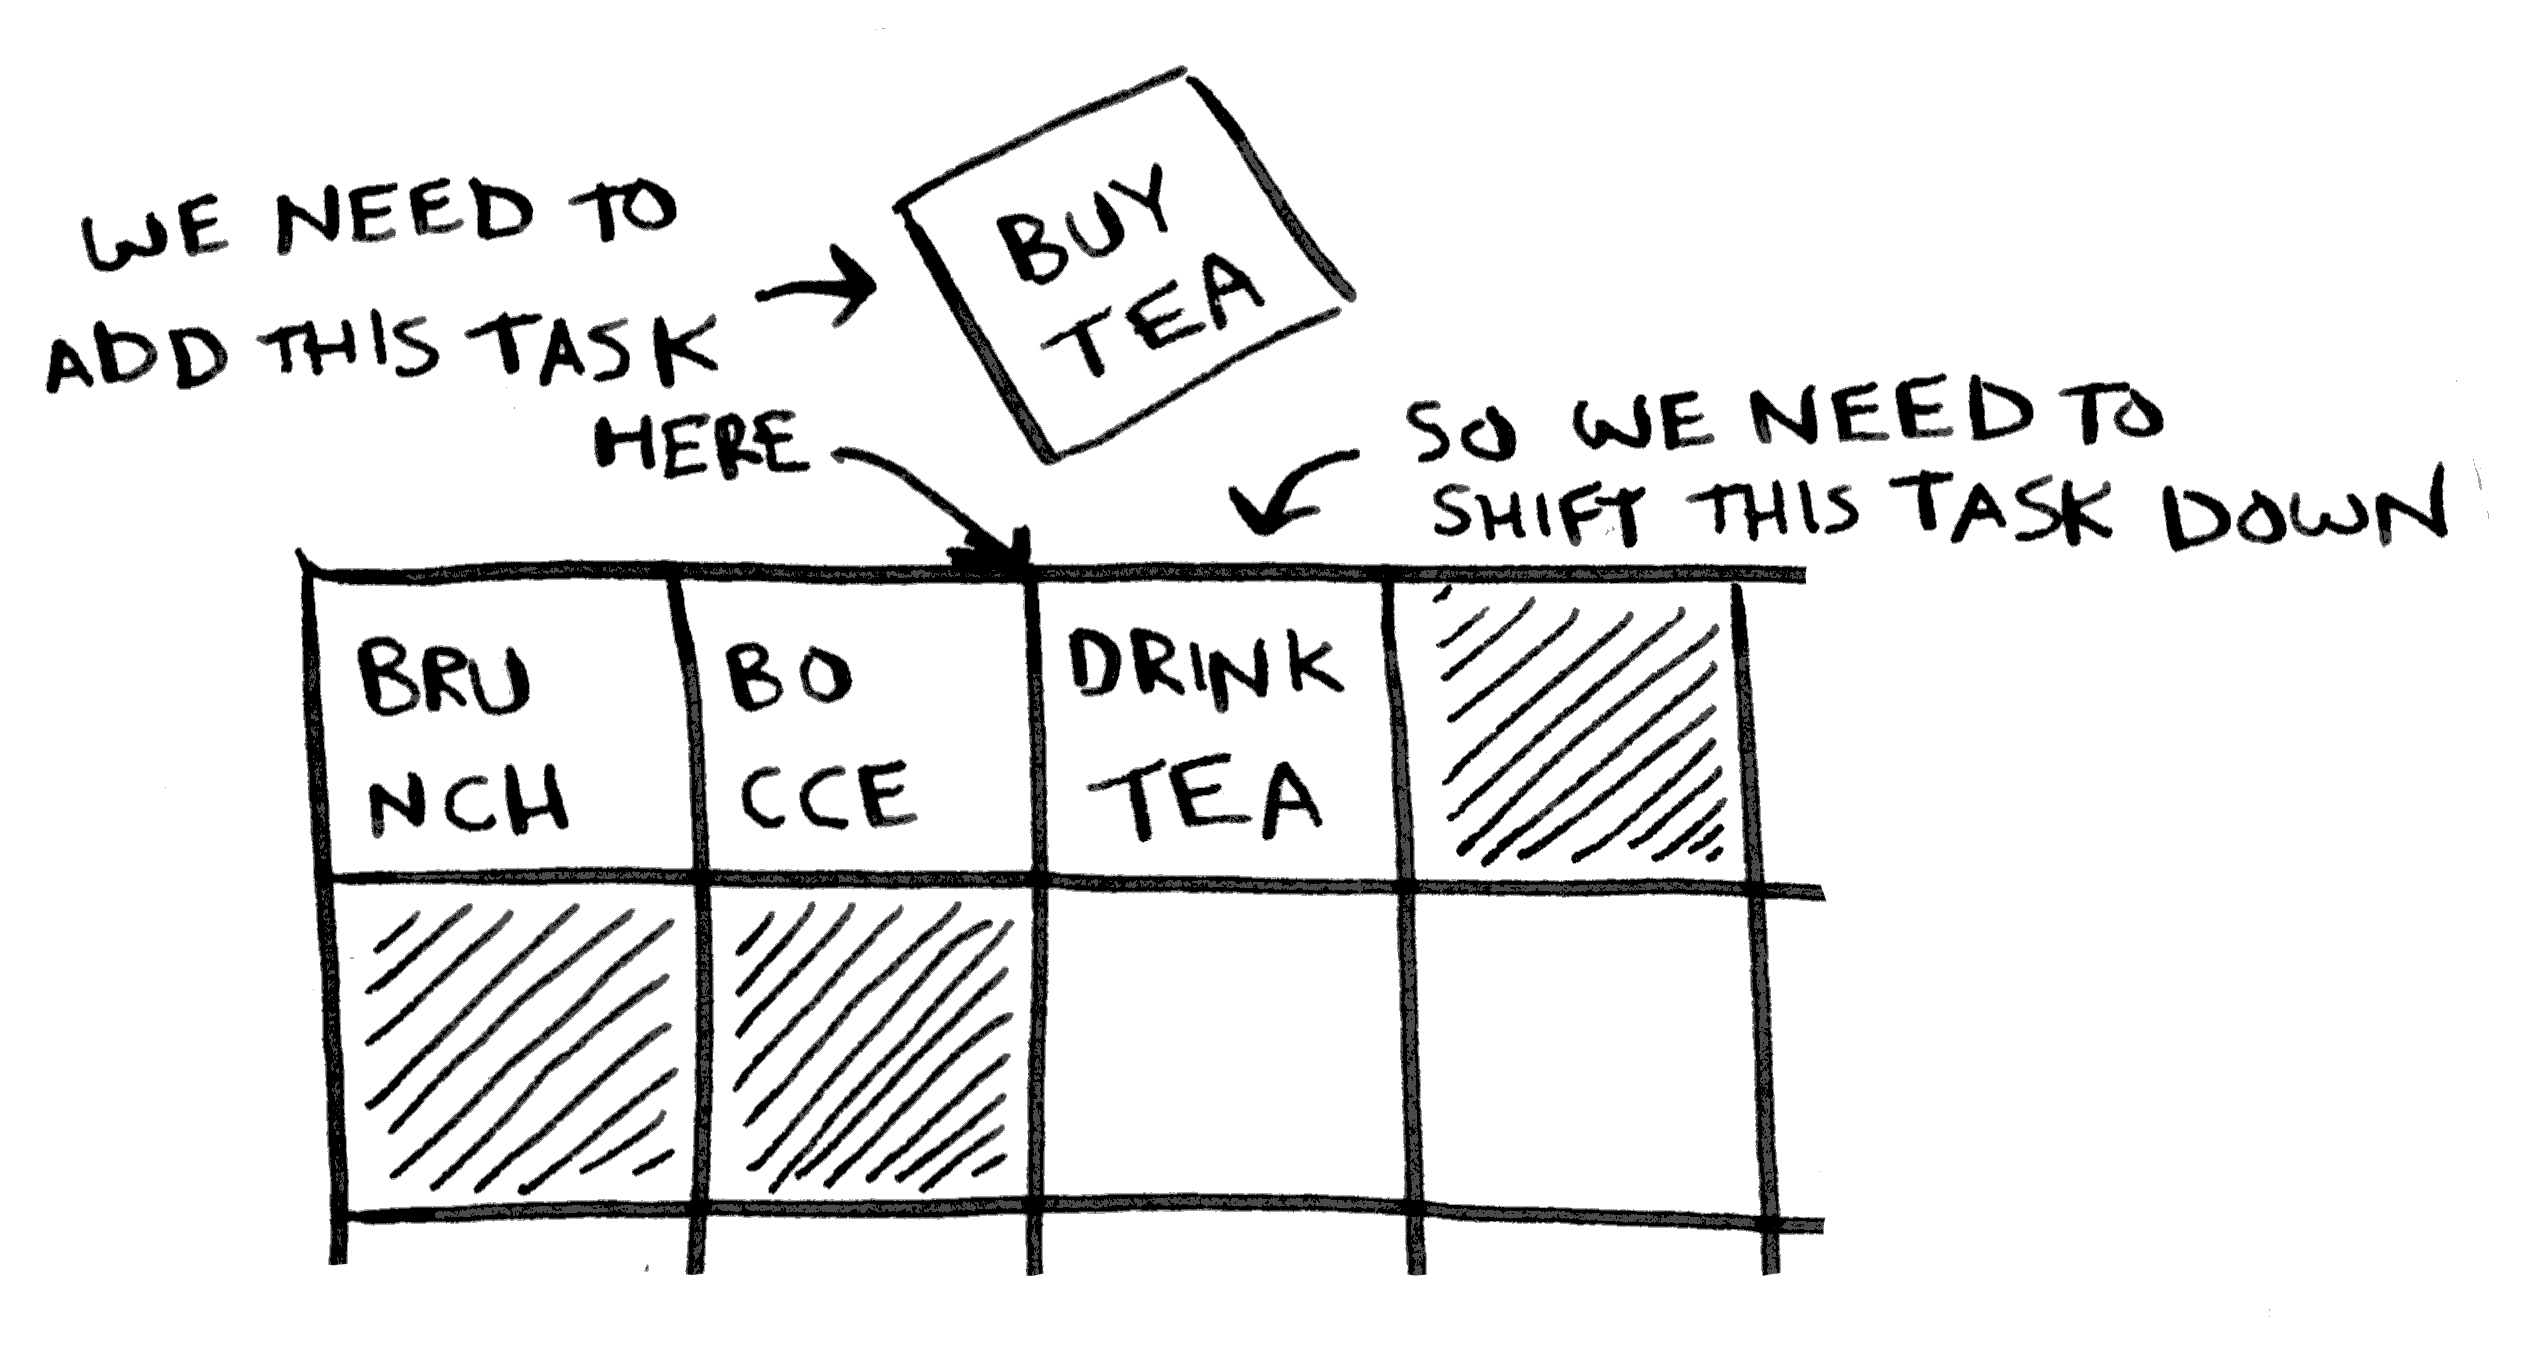 WE NEED TO
ADD THIS TASK
HERE
BUY
TEA
SO WE NEED TO
SHIFT THIS TASK DOWN
BRU
NCH
BO
CCE
DRINK
TEA